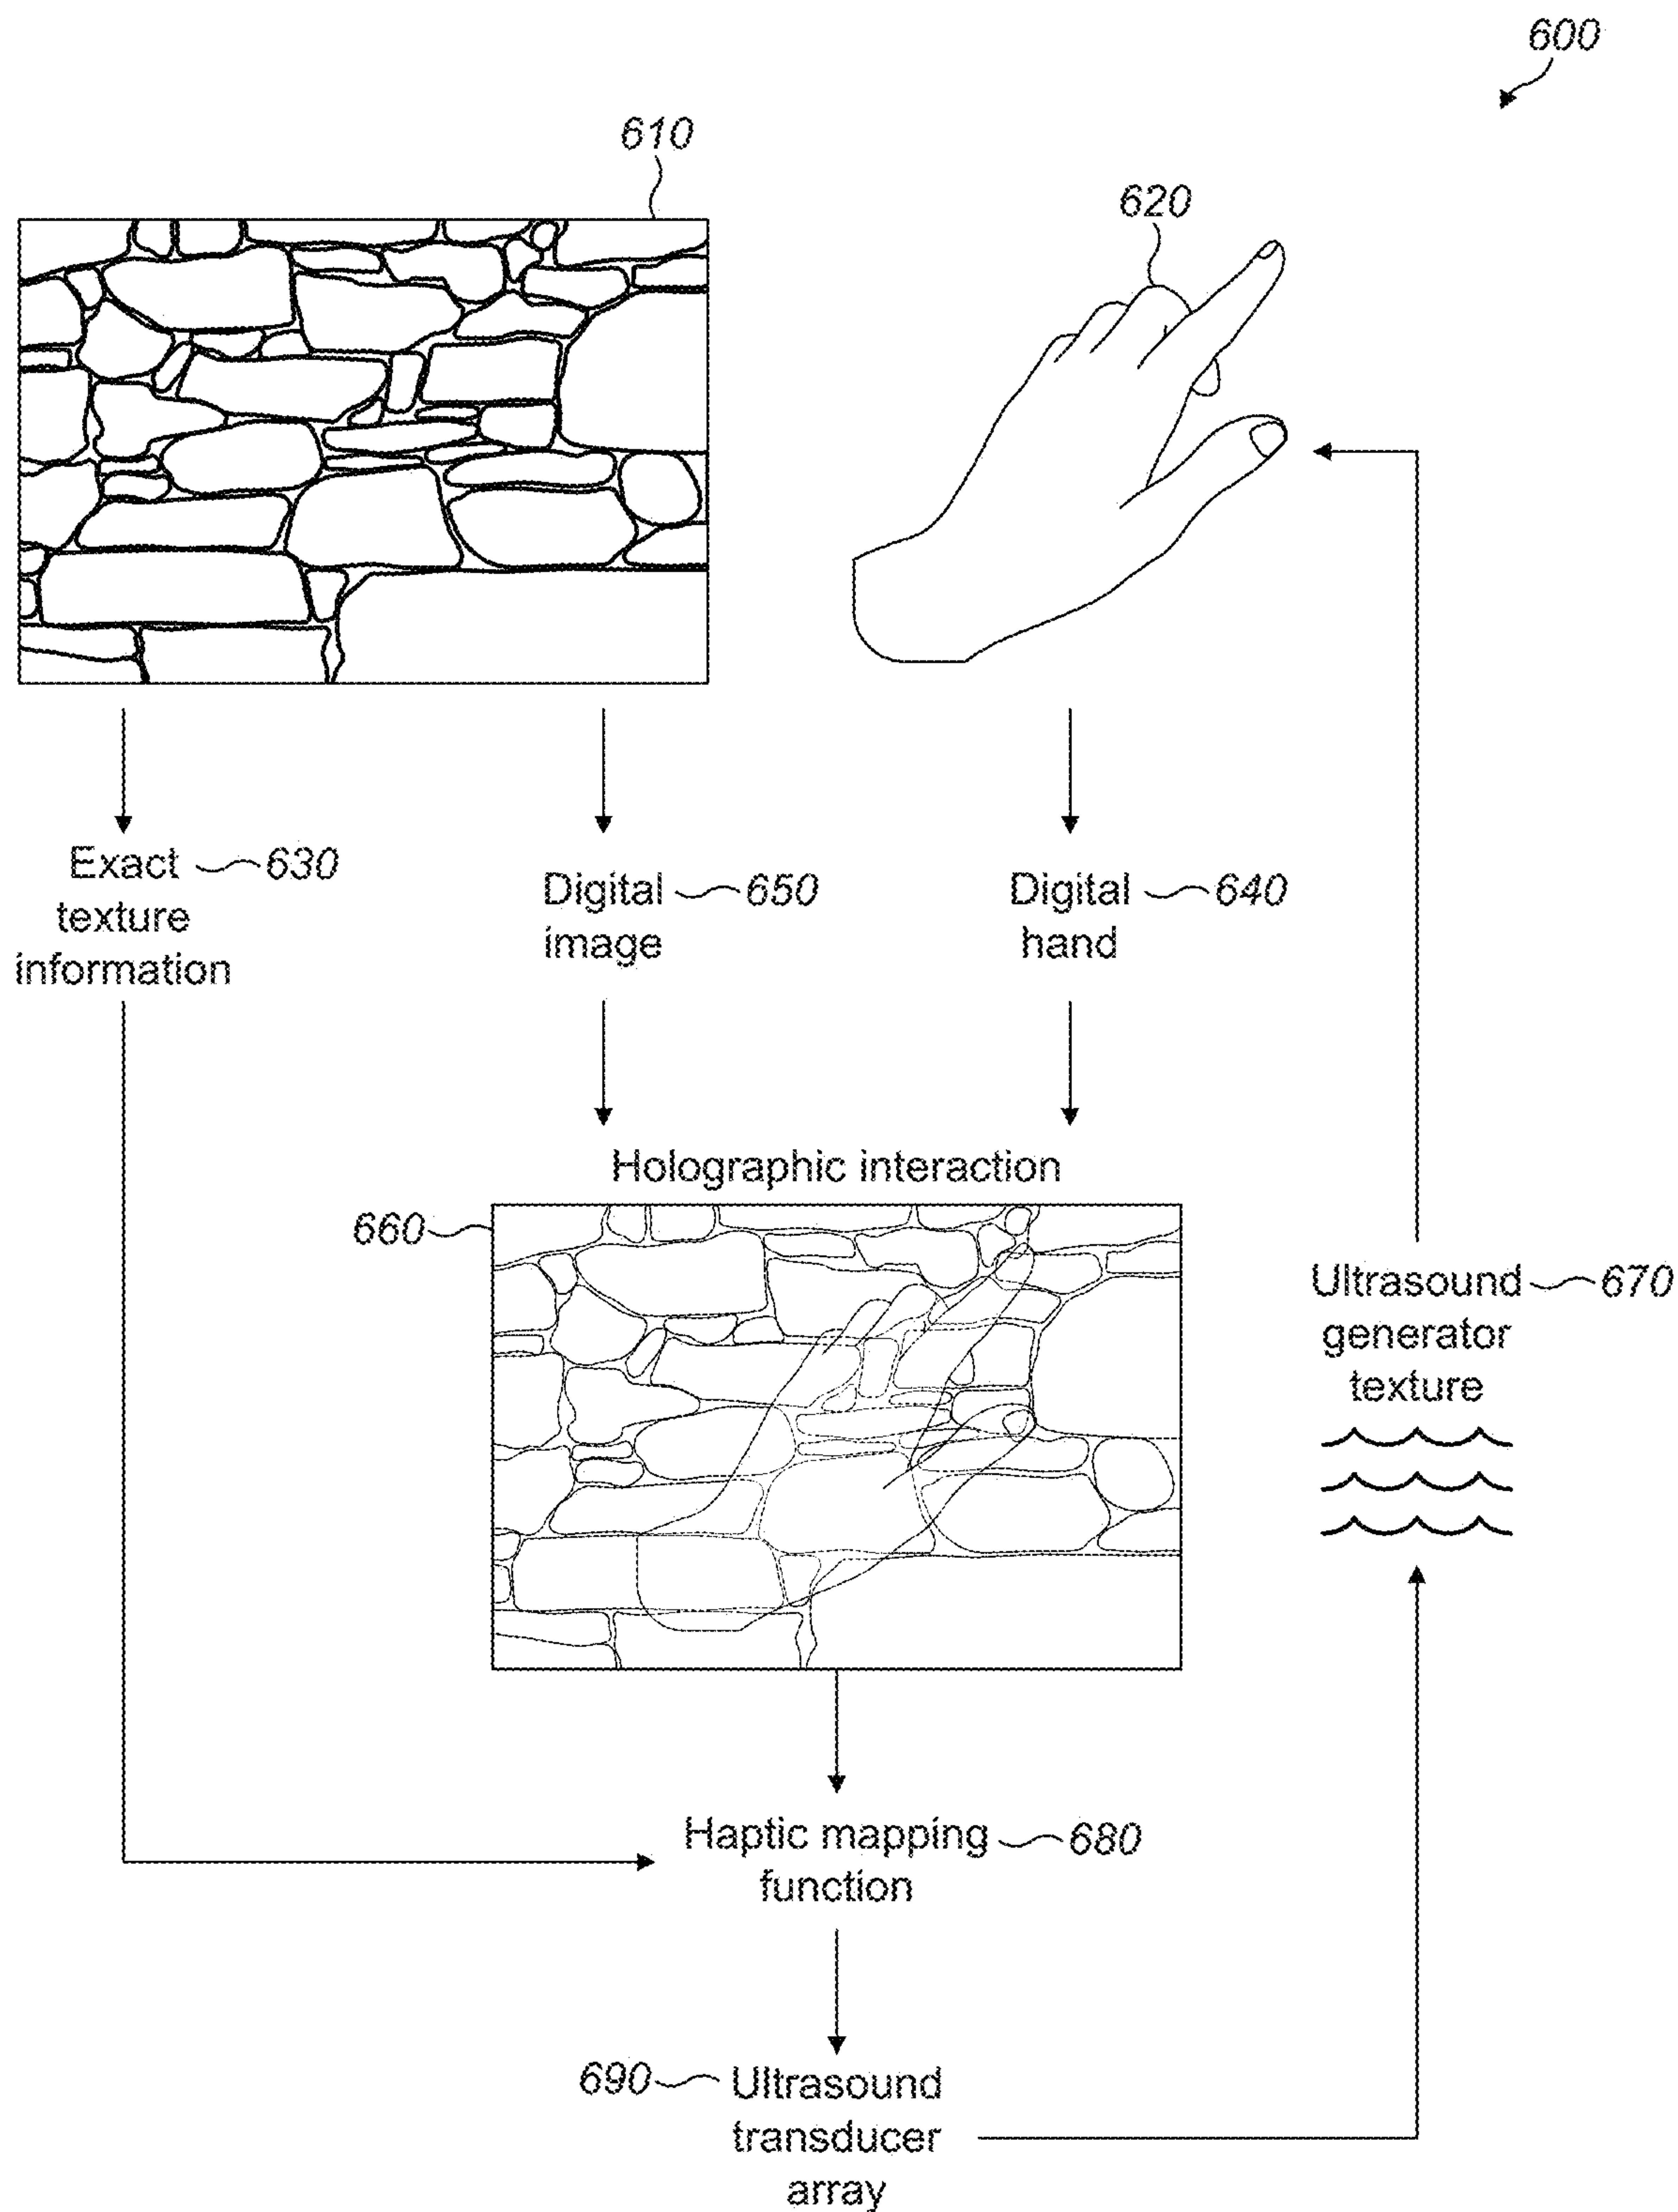 600
610
620
Exact 630
texture
information
Digital 650
image
Digital 640
hand
Holographic interaction
660
Ultrasound 670
generator
texture
Haptic mapping 680
function
690 Ultrasound
transducer
array